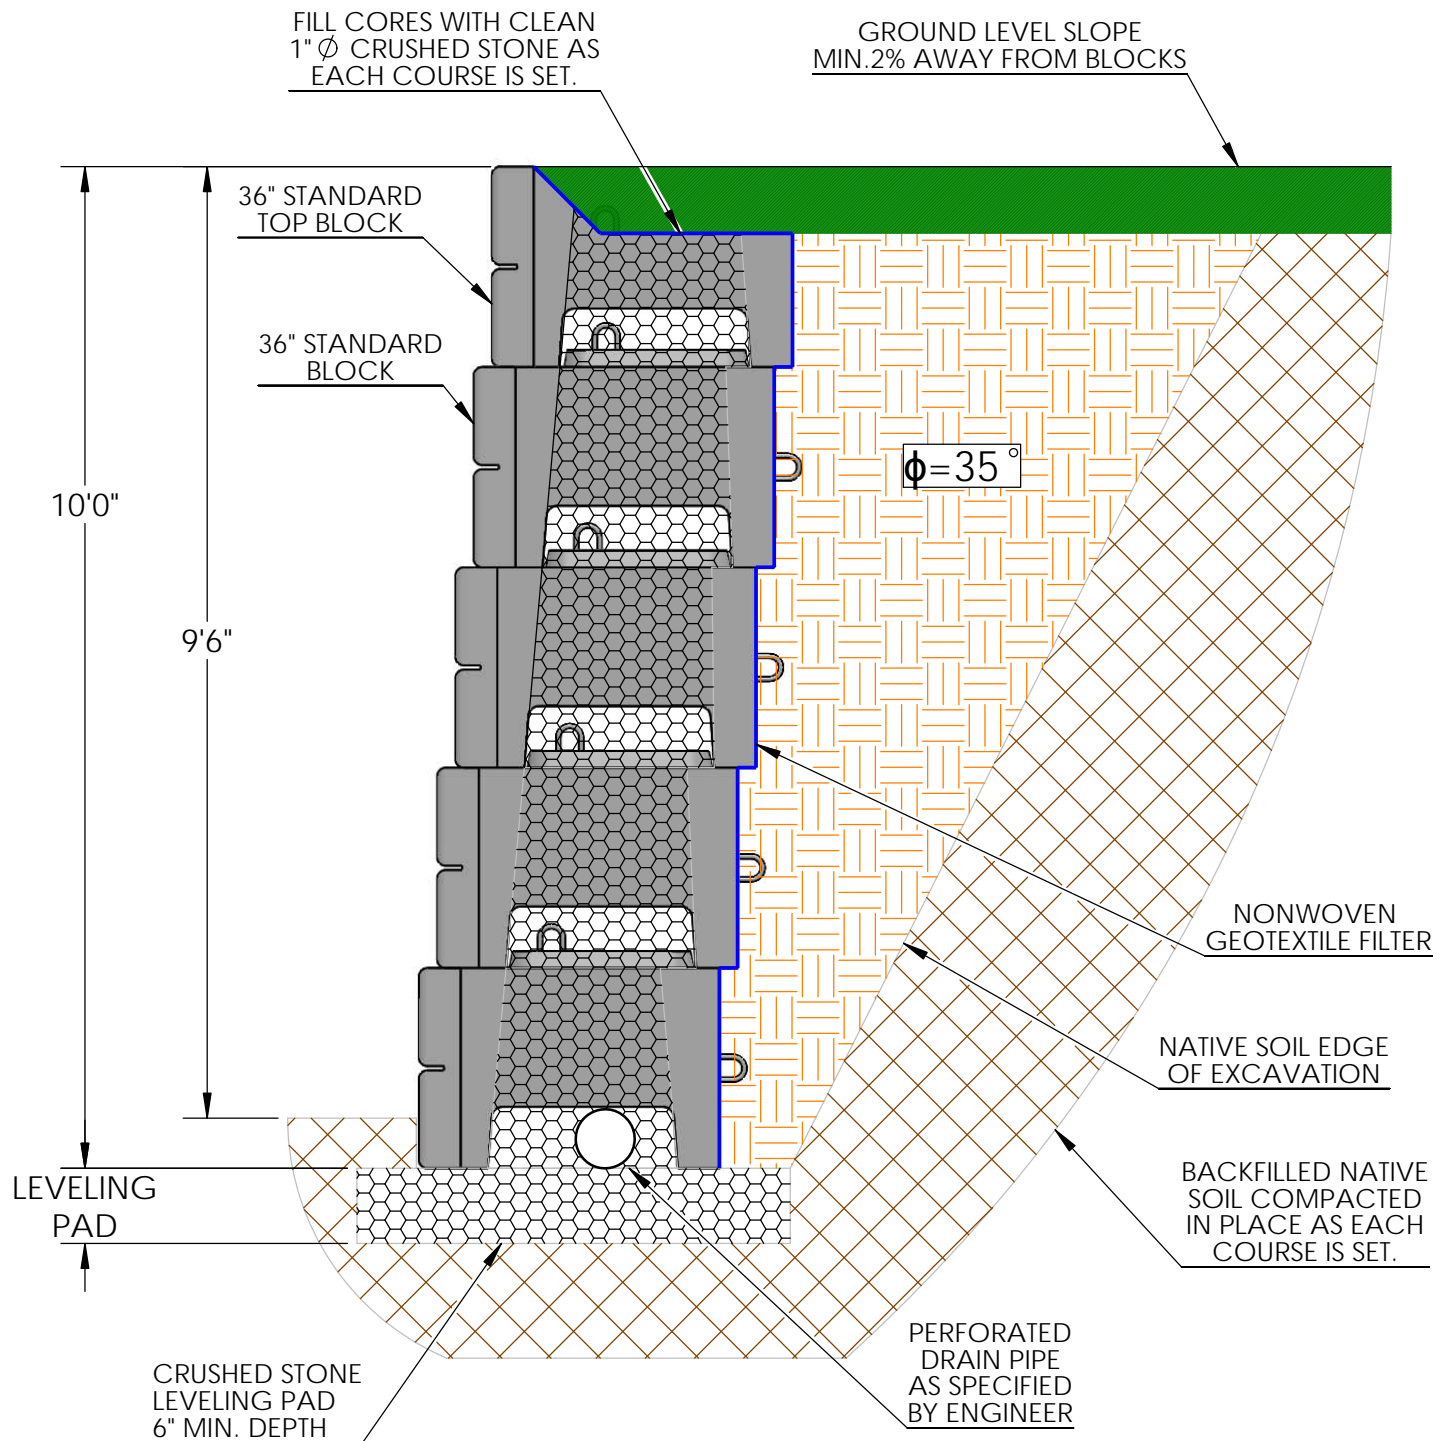 FILL CORES WITH CLEAN
1" Ø CRUSHED STONE AS
EACH COURSE IS SET.
GROUND LEVEL SLOPE
MIN.2% AWAY FROM BLOCKS
36" STANDARD
TOP BLOCK
36" STANDARD
BLOCK
10'0"
9'6"
ϕ=35°
NONWOVEN
GEOTEXTILE FILTER
NATIVE SOIL EDGE
OF EXCAVATION
LEVELING
PAD
BACKFILLED NATIVE
SOIL COMPACTED
IN PLACE AS EACH
COURSE IS SET.
CRUSHED STONE
LEVELING PAD
6" MIN. DEPTH
PERFORATED
DRAIN PIPE
AS SPECIFIED
BY ENGINEER